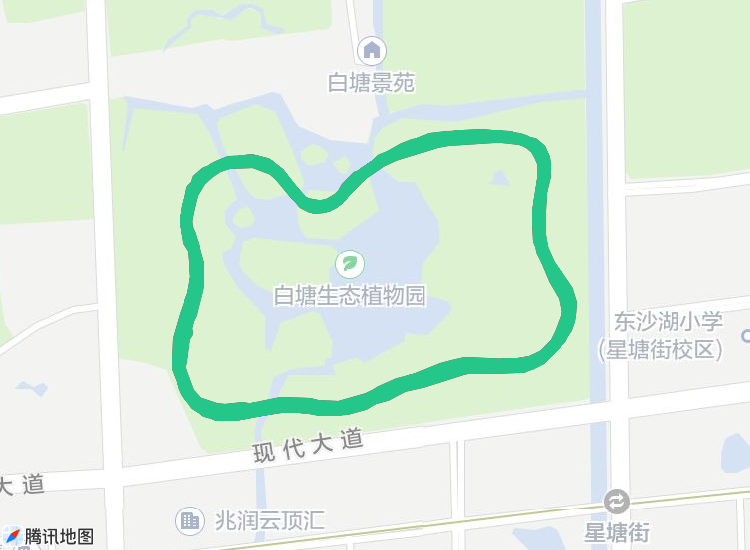 白塘景苑
白塘生态植物园
东沙湖小学
(星塘街校区)
现代大道
大道
兆润云顶汇
星塘街
腾讯地图